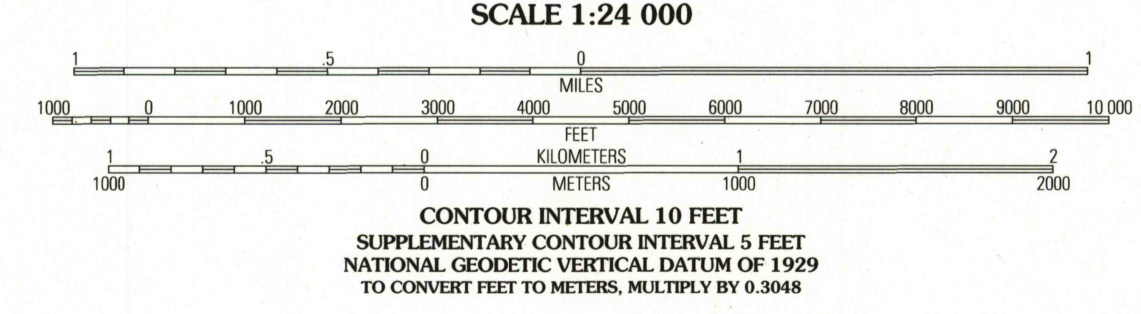 SCALE 1:24 000
1 .5 0 1
MILES
1000 0 1000 2000 3000 4000 5000 6000 7000 8000 9000 10 000
FEET
1 .5 0 KILOMETERS 1 2
1000 0 METERS 1000 2000
CONTOUR INTERVAL 10 FEET
SUPPLEMENTARY CONTOUR INTERVAL 5 FEET
NATIONAL GEODETIC VERTICAL DATUM OF 1929
TO CONVERT FEET TO METERS, MULTIPLY BY 0.3048